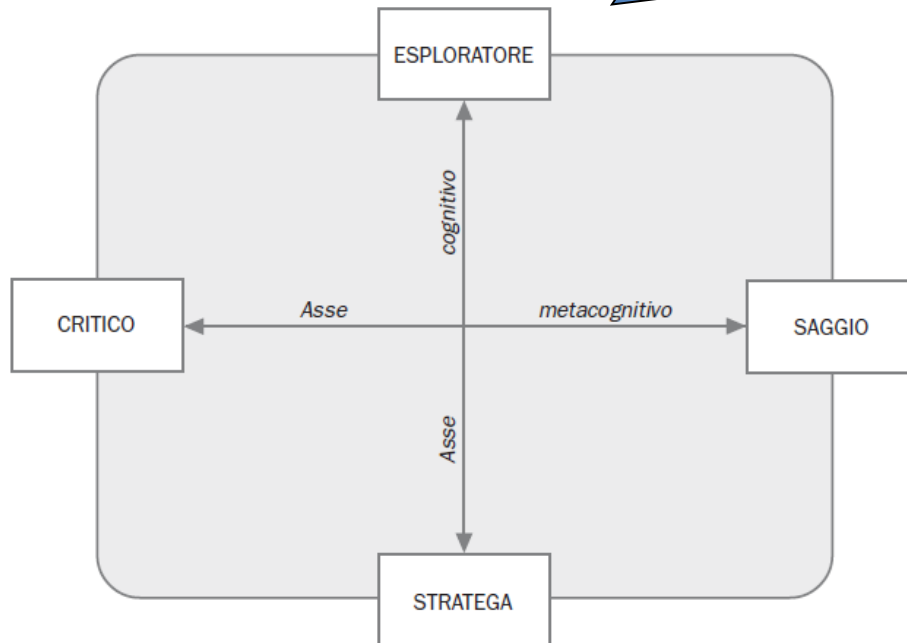 ESPLORATORE
cognitivo
CRITICO
Asse
metacognitivo
SAGGIO
Asse
STRATEGA